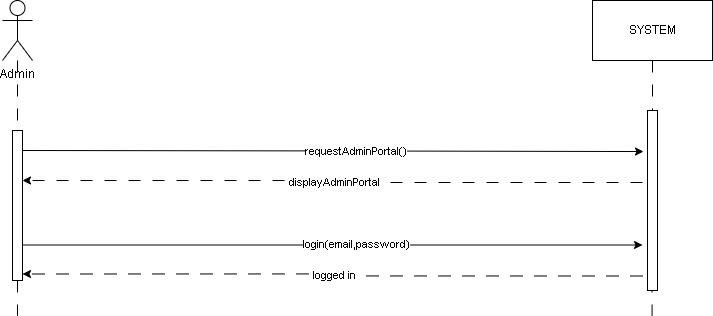 SYSTEM
Admin
requestAdminPortal()
displayAdminPortal
login(email,password)
logged in